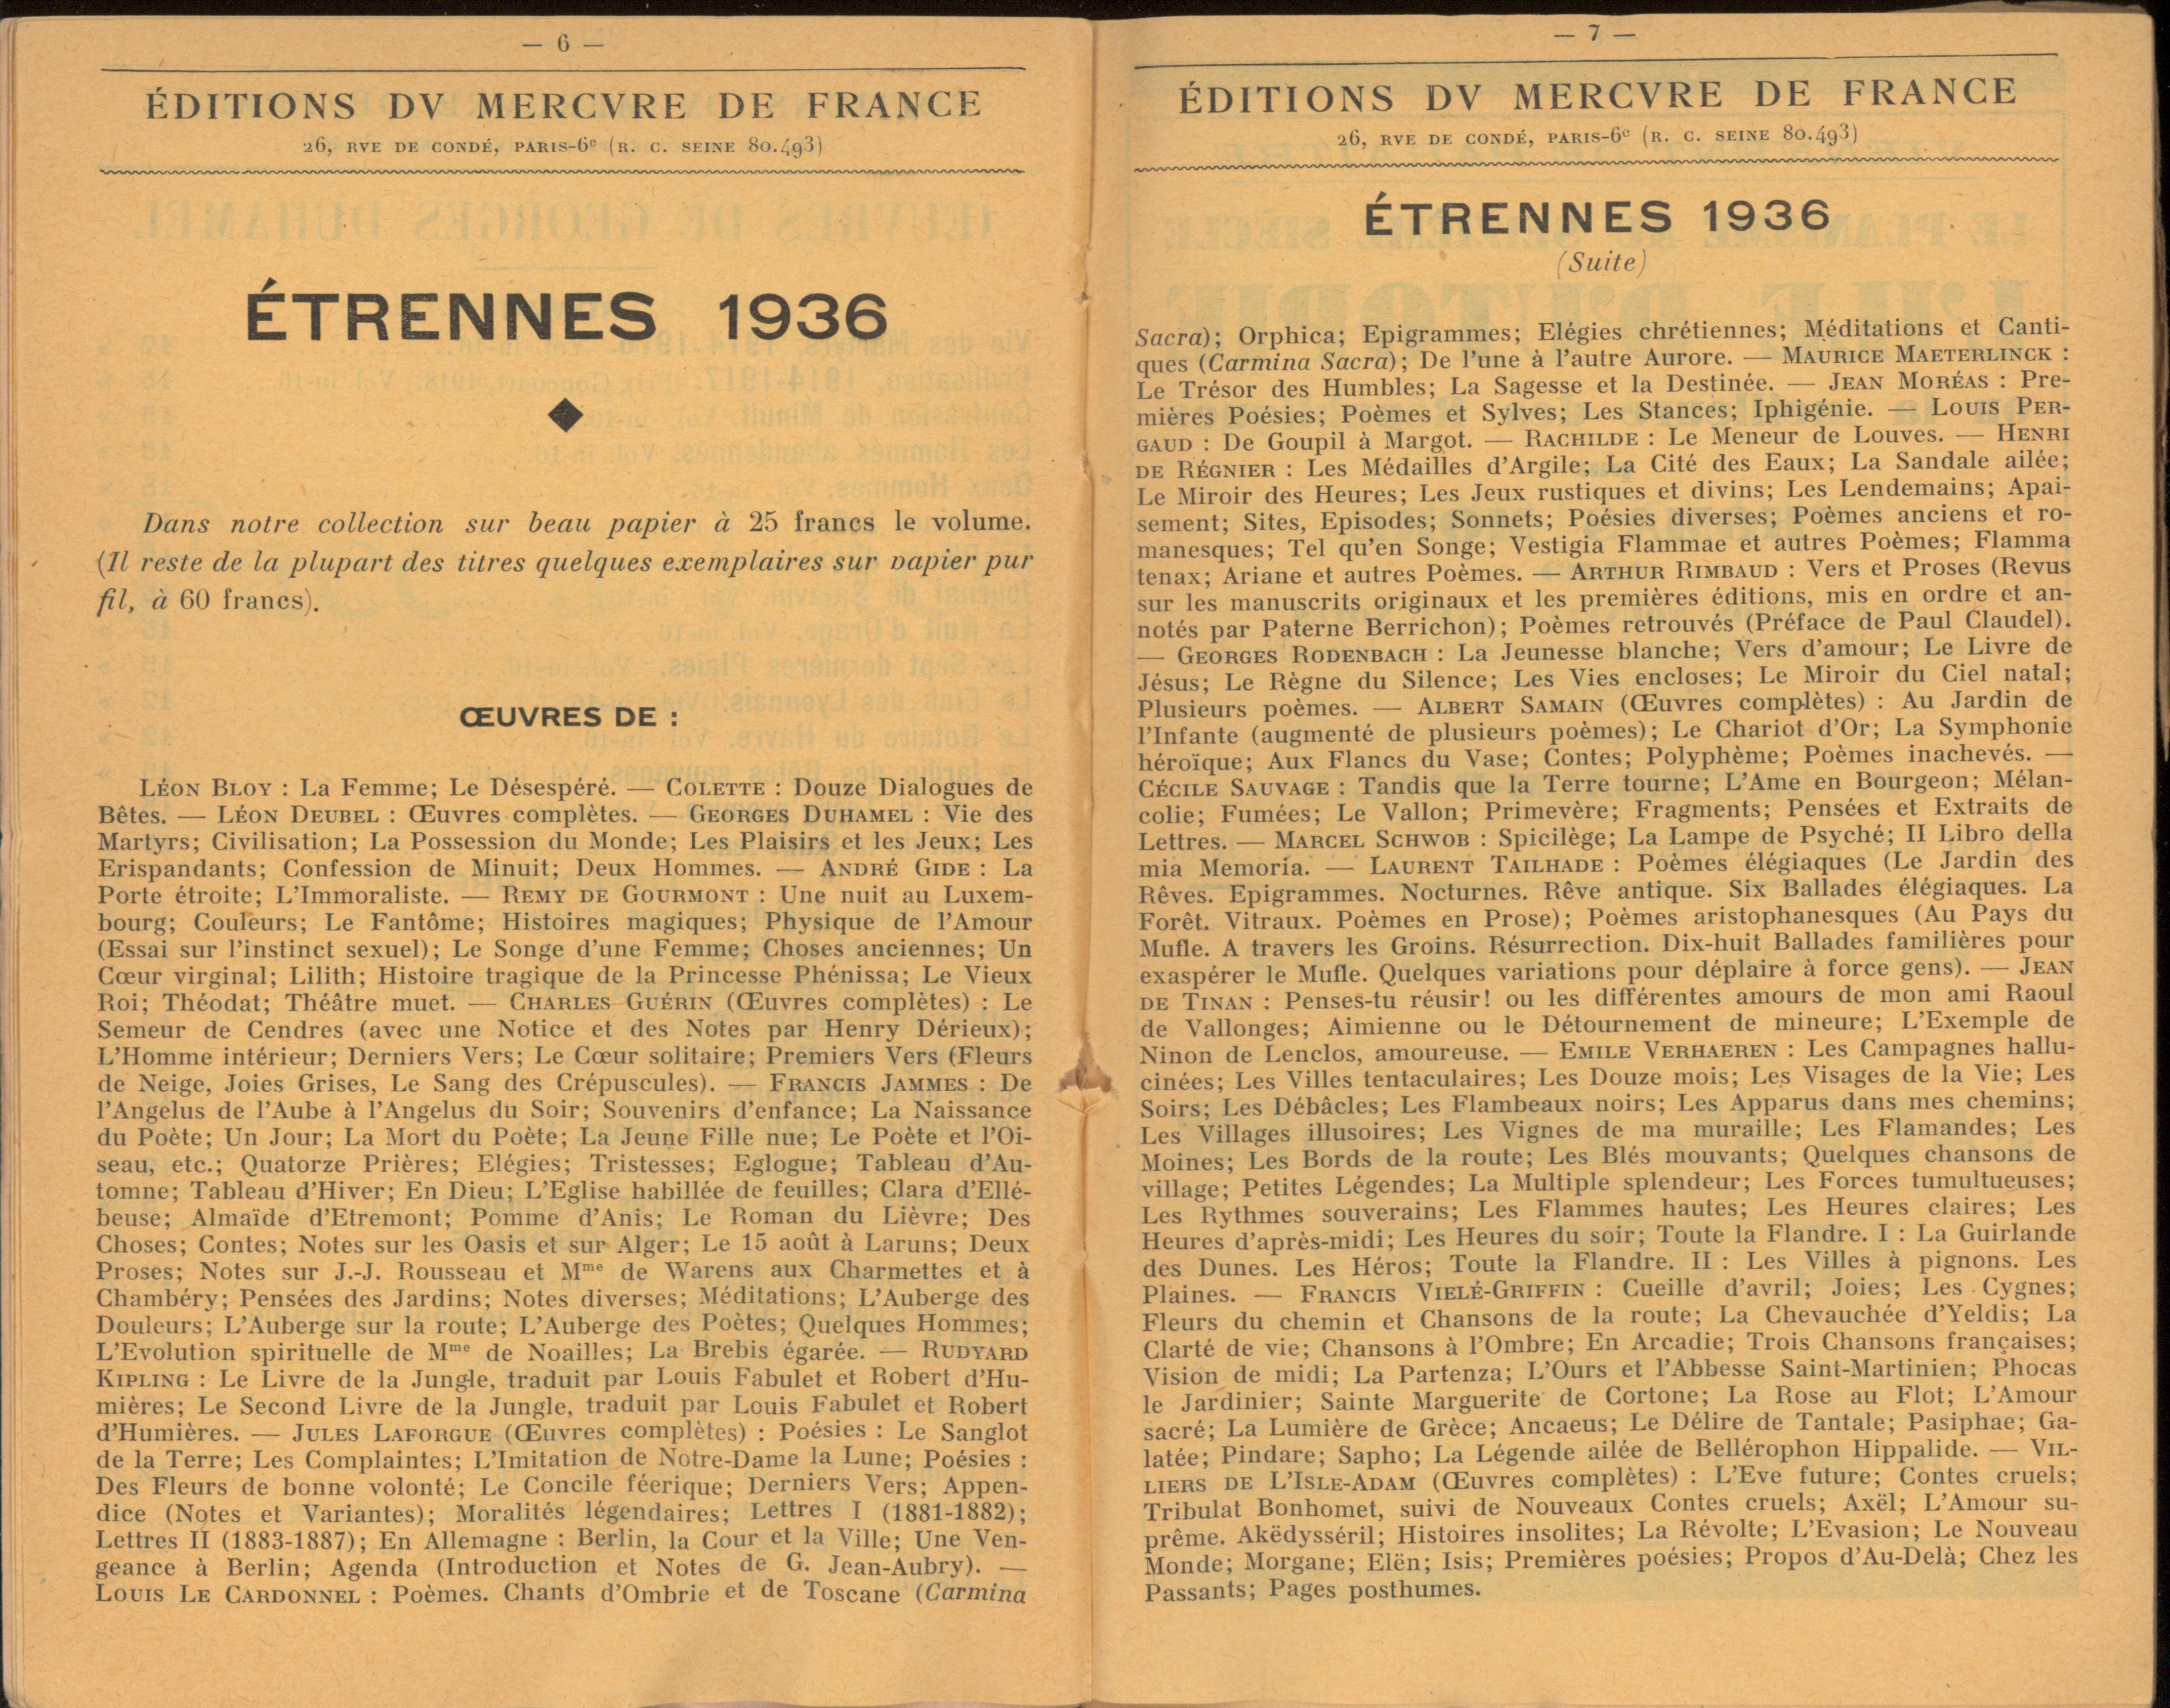 — 6 —
ÉDITIONS DV MERCVRE DE FRANCE
26, RVE DE CONDÉ, PARIS-6e (R. C. SEINE 80.493)
ÉTRENNES 1936
Dans notre collection sur beau papier à 25 francs le volume.
(Il reste de la plupart des titres quelques exemplaires sur papier pur
fil, à 60 francs).
ŒUVRES DE :
LÉON BLOY : La Femme; Le Désespéré. — COLETTE : Douze Dialogues de
Bêtes. — LÉON DEUBEL : Œuvres complètes. — GEORGES DUHAMEL : Vie des
Martyrs; Civilisation; La Possession du Monde; Les Plaisirs et les Jeux; Les
Erispandants; Confession de Minuit; Deux Hommes. — ANDRÉ GIDE : La
Porte étroite; L'Immoraliste. — REMY DE GOURMONT : Une nuit au Luxem-
bourg; Couleurs; Le Fantôme; Histoires magiques; Physique de l'Amour
(Essai sur l'instinct sexuel); Le Songe d'une Femme; Choses anciennes; Un
Cœur virginal; Lilith; Histoire tragique de la Princesse Phénissa; Le Vieux
Roi; Théodat; Théâtre muet. — CHARLES GUÉRIN (Œuvres complètes) : Le
Semeur de Cendres (avec une Notice et des Notes par Henry Dérieux);
L'Homme intérieur; Derniers Vers; Le Cœur solitaire; Premiers Vers (Fleurs
de Neige, Joies Grises, Le Sang des Crépuscules). — FRANCIS JAMMES : De
l'Angelus de l'Aube à l'Angelus du Soir; Souvenirs d'enfance; La Naissance
du Poète; Un Jour; La Mort du Poète; La Jeune Fille nue; Le Poète et l'Oi-
seau, etc.; Quatorze Prières; Elégies; Tristesses; Eglogue; Tableau d'Au-
tomne; Tableau d'Hiver; En Dieu; L'Eglise habillée de feuilles; Clara d'Ellé-
beuse; Almaïde d'Etremont; Pomme d'Anis; Le Roman du Lièvre; Des
Choses; Contes; Notes sur les Oasis et sur Alger; Le 15 août à Laruns; Deux
Proses; Notes sur J.-J. Rousseau et Mme de Warens aux Charmettes et à
Chambéry; Pensées des Jardins; Notes diverses; Méditations; L'Auberge des
Douleurs; L'Auberge sur la route; L'Auberge des Poètes; Quelques Hommes;
L'Evolution spirituelle de Mme de Noailles; La Brebis égarée. — RUDYARD
KIPLING : Le Livre de la Jungle, traduit par Louis Fabulet et Robert d'Hu-
mières; Le Second Livre de la Jungle, traduit par Louis Fabulet et Robert
d'Humières. — JULES LAFORGUE (Œuvres complètes) : Poésies : Le Sanglot
de la Terre; Les Complaintes; L'Imitation de Notre-Dame la Lune; Poésies :
Des Fleurs de bonne volonté; Le Concile féerique; Derniers Vers; Appen-
dice (Notes et Variantes); Moralités légendaires; Lettres I (1881-1882);
Lettres II (1883-1887); En Allemagne : Berlin, la Cour et la Ville; Une Ven-
geance à Berlin; Agenda (Introduction et Notes de G. Jean-Aubry). —
LOUIS LE CARDONNEL : Poèmes. Chants d'Ombrie et de Toscane (Carmina
— 7 —
ÉDITIONS DV MERCVRE DE FRANCE
26, RVE DE CONDÉ, PARIS-6e (R. C. SEINE 80.493)
ÉTRENNES 1936
(Suite)
Sacra); Orphica; Epigrammes; Elégies chrétiennes; Méditations et Canti-
ques (Carmina Sacra); De l'une à l'autre Aurore. — MAURICE MAETERLINCK :
Le Trésor des Humbles; La Sagesse et la Destinée. — JEAN MORÉAS : Pre-
mières Poésies; Poèmes et Sylves; Les Stances; Iphigénie. — LOUIS PER-
GAUD : De Goupil à Margot. — RACHILDE : Le Meneur de Louves. — HENRI
DE RÉGNIER : Les Médailles d'Argile; La Cité des Eaux; La Sandale ailée;
Le Miroir des Heures; Les Jeux rustiques et divins; Les Lendemains; Apai-
sement; Sites, Episodes; Sonnets; Poésies diverses; Poèmes anciens et ro-
manesques; Tel qu'en Songe; Vestigia Flammae et autres Poèmes; Flamma
tenax; Ariane et autres Poèmes. — ARTHUR RIMBAUD : Vers et Proses (Revus
sur les manuscrits originaux et les premières éditions, mis en ordre et an-
notés par Paterne Berrichon); Poèmes retrouvés (Préface de Paul Claudel).
— GEORGES RODENBACH : La Jeunesse blanche; Vers d'amour; Le Livre de
Jésus; Le Règne du Silence; Les Vies encloses; Le Miroir du Ciel natal;
Plusieurs poèmes. — ALBERT SAMAIN (Œuvres complètes) : Au Jardin de
l'Infante (augmenté de plusieurs poèmes); Le Chariot d'Or; La Symphonie
héroïque; Aux Flancs du Vase; Contes; Polyphème; Poèmes inachevés. —
CÉCILE SAUVAGE : Tandis que la Terre tourne; L'Ame en Bourgeon; Mélan-
colie; Fumées; Le Vallon; Primevère; Fragments; Pensées et Extraits de
Lettres. — MARCEL SCHWOB : Spicilège; La Lampe de Psyché; II Libro della
mia Memoria. — LAURENT TAILHADE : Poèmes élégiaques (Le Jardin des
Rêves. Epigrammes. Nocturnes. Rêve antique. Six Ballades élégiaques. La
Forêt. Vitraux. Poèmes en Prose); Poèmes aristophanesques (Au Pays du
Mufle. A travers les Groins. Résurrection. Dix-huit Ballades familières pour
exaspérer le Mufle. Quelques variations pour déplaire à force gens). — JEAN
DE TINAN : Penses-tu réusir! ou les différentes amours de mon ami Raoul
de Vallonges; Aimienne ou le Détournement de mineure; L'Exemple de
Ninon de Lenclos, amoureuse. — EMILE VERHAEREN : Les Campagnes hallu-
cinées; Les Villes tentaculaires; Les Douze mois; Les Visages de la Vie; Les
Soirs; Les Débâcles; Les Flambeaux noirs; Les Apparus dans mes chemins;
Les Villages illusoires; Les Vignes de ma muraille; Les Flamandes; Les
Moines; Les Bords de la route; Les Blés mouvants; Quelques chansons de
village; Petites Légendes; La Multiple splendeur; Les Forces tumultueuses;
Les Rythmes souverains; Les Flammes hautes; Les Heures claires; Les
Heures d'après-midi; Les Heures du soir; Toute la Flandre. I : La Guirlande
des Dunes. Les Héros; Toute la Flandre. II : Les Villes à pignons. Les
Plaines. — FRANCIS VIELÉ-GRIFFIN : Cueille d'avril; Joies; Les Cygnes;
Fleurs du chemin et Chansons de la route; La Chevauchée d'Yeldis; La
Clarté de vie; Chansons à l'Ombre; En Arcadie; Trois Chansons françaises;
Vision de midi; La Partenza; L'Ours et l'Abbesse Saint-Martinien; Phocas
le Jardinier; Sainte Marguerite de Cortone; La Rose au Flot; L'Amour
sacré; La Lumière de Grèce; Ancaeus; Le Délire de Tantale; Pasiphae; Ga-
latée; Pindare; Sapho; La Légende ailée de Bellérophon Hippalide. — VIL-
LIERS DE L'ISLE-ADAM (Œuvres complètes) : L'Eve future; Contes cruels;
Tribulat Bonhomet, suivi de Nouveaux Contes cruels; Axël; L'Amour su-
prême. Akëdysséril; Histoires insolites; La Révolte; L'Evasion; Le Nouveau
Monde; Morgane; Elën; Isis; Premières poésies; Propos d'Au-Delà; Chez les
Passants; Pages posthumes.